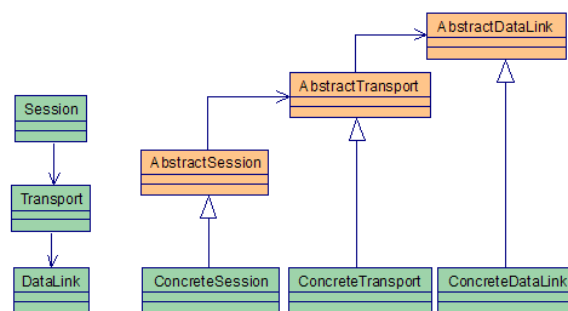 AbstractDataLink
AbstractTransport
Session
AbstractSession
Transport
DataLink
ConcreteSession
ConcreteTransport
ConcreteDataLink